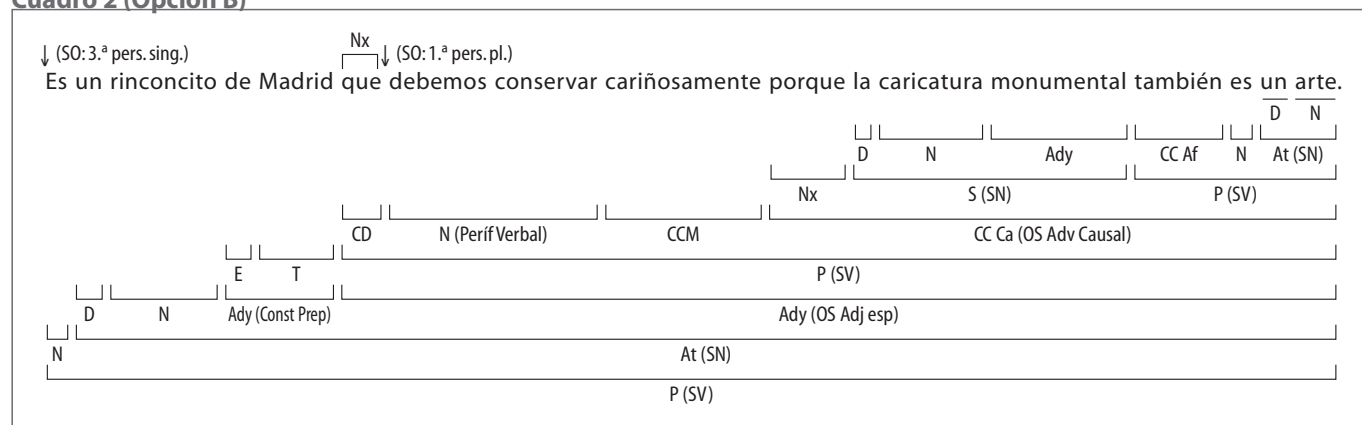 Cuadro 2 (Opción B)
Nx
↓ (SO: 3.ª pers. sing.) ↓ (SO: 1.ª pers. pl.)
Es un rinconcito de Madrid que debemos conservar cariñosamente porque la caricatura monumental también es un arte.
D N
D N Ady CC Af N At (SN)
Nx S (SN) P (SV)
CD N (Períf Verbal) CCM CC Ca (OS Adv Causal)
E T P (SV)
D N Ady (Const Prep) Ady (OS Adj esp)
N At (SN)
P (SV)